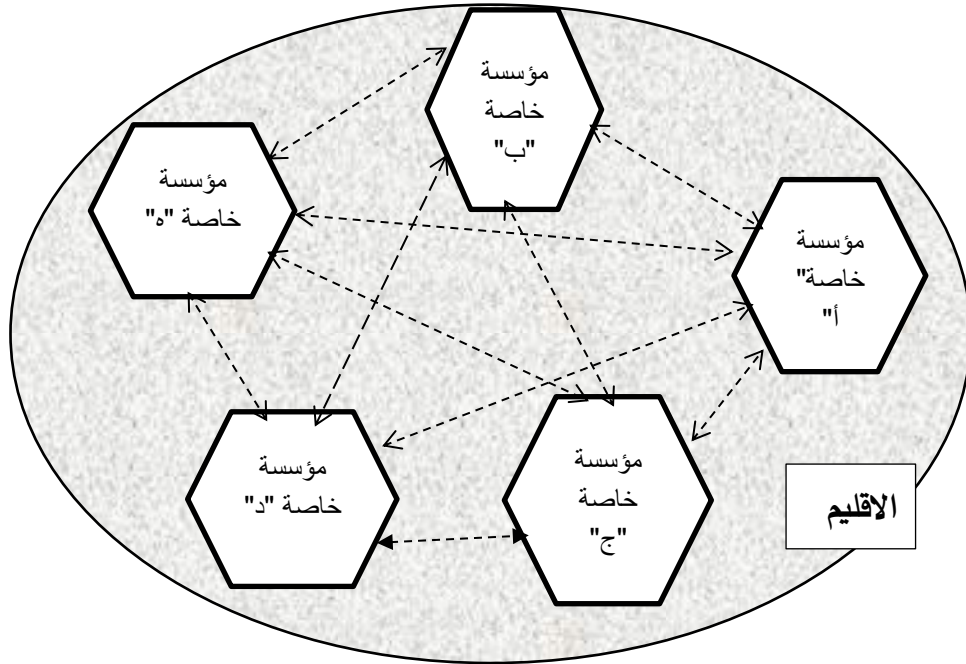 مؤسسة
خاصة
"ب"
مؤسسة
خاصة "ه"
مؤسسة
خاصة"
أ"
مؤسسة
خاصة "د"
مؤسسة
خاصة
"ج"
الاقليم